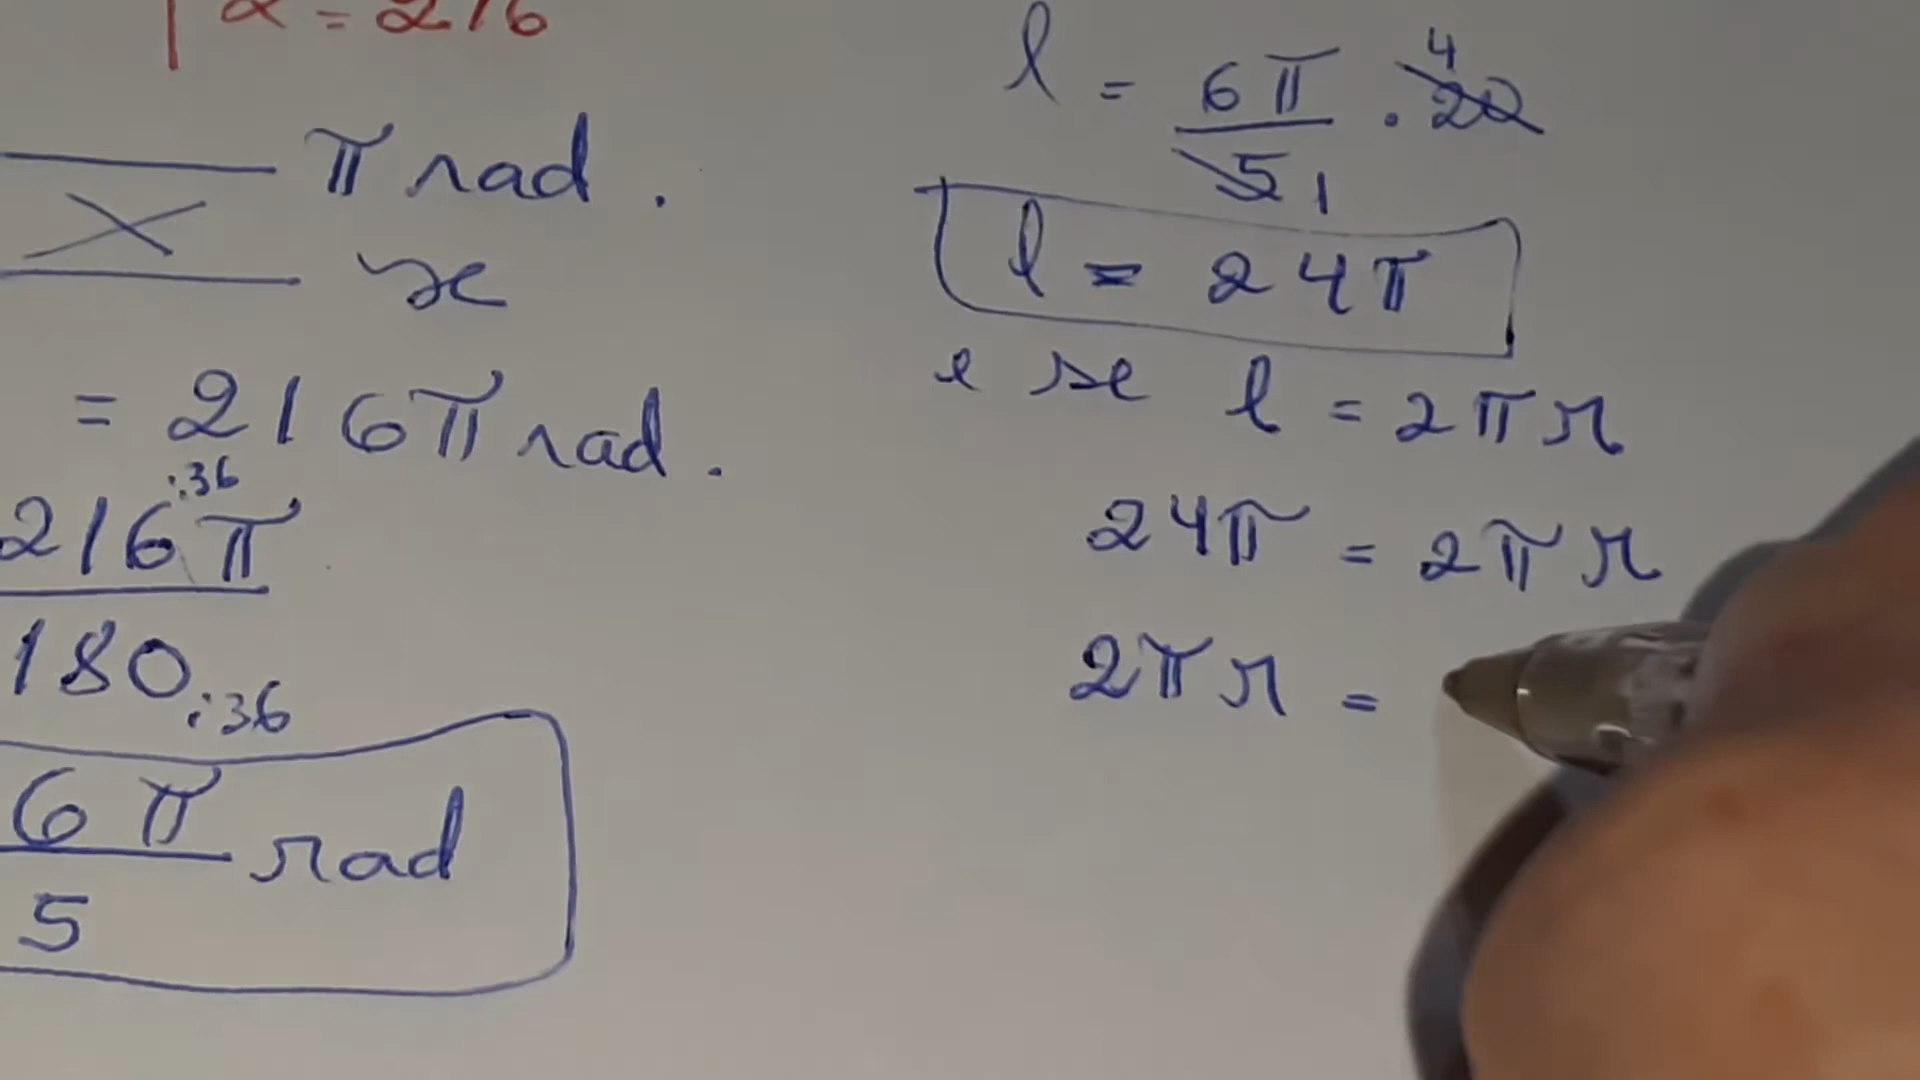 α = 216
π rad.
x
= 216π rad.
:36
216π
180:36
6π
rad
5
l = 6π . 20 4
5 1
l = 24π
e se l = 2πr
24π = 2πr
2πr =